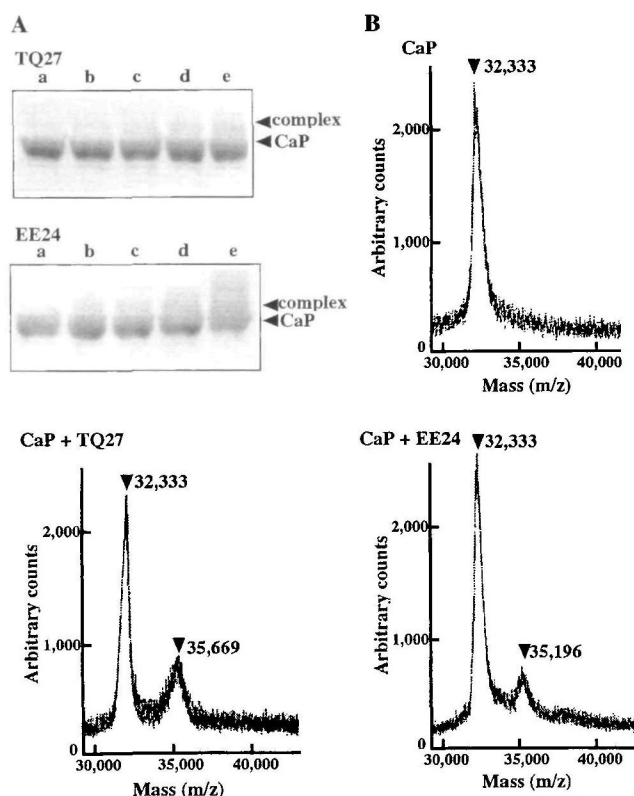 A
TQ27
a b c d e
complex
CaP
EE24
a b c d e
complex
CaP
B
CaP
32,333
2,000
1,000
0
Arbitrary counts
30,000 35,000 40,000
Mass (m/z)
CaP + TQ27
32,333
35,669
2,000
1,000
0
Arbitrary counts
30,000 35,000 40,000
Mass (m/z)
CaP + EE24
32,333
35,196
2,000
1,000
0
Arbitrary counts
30,000 35,000 40,000
Mass (m/z)